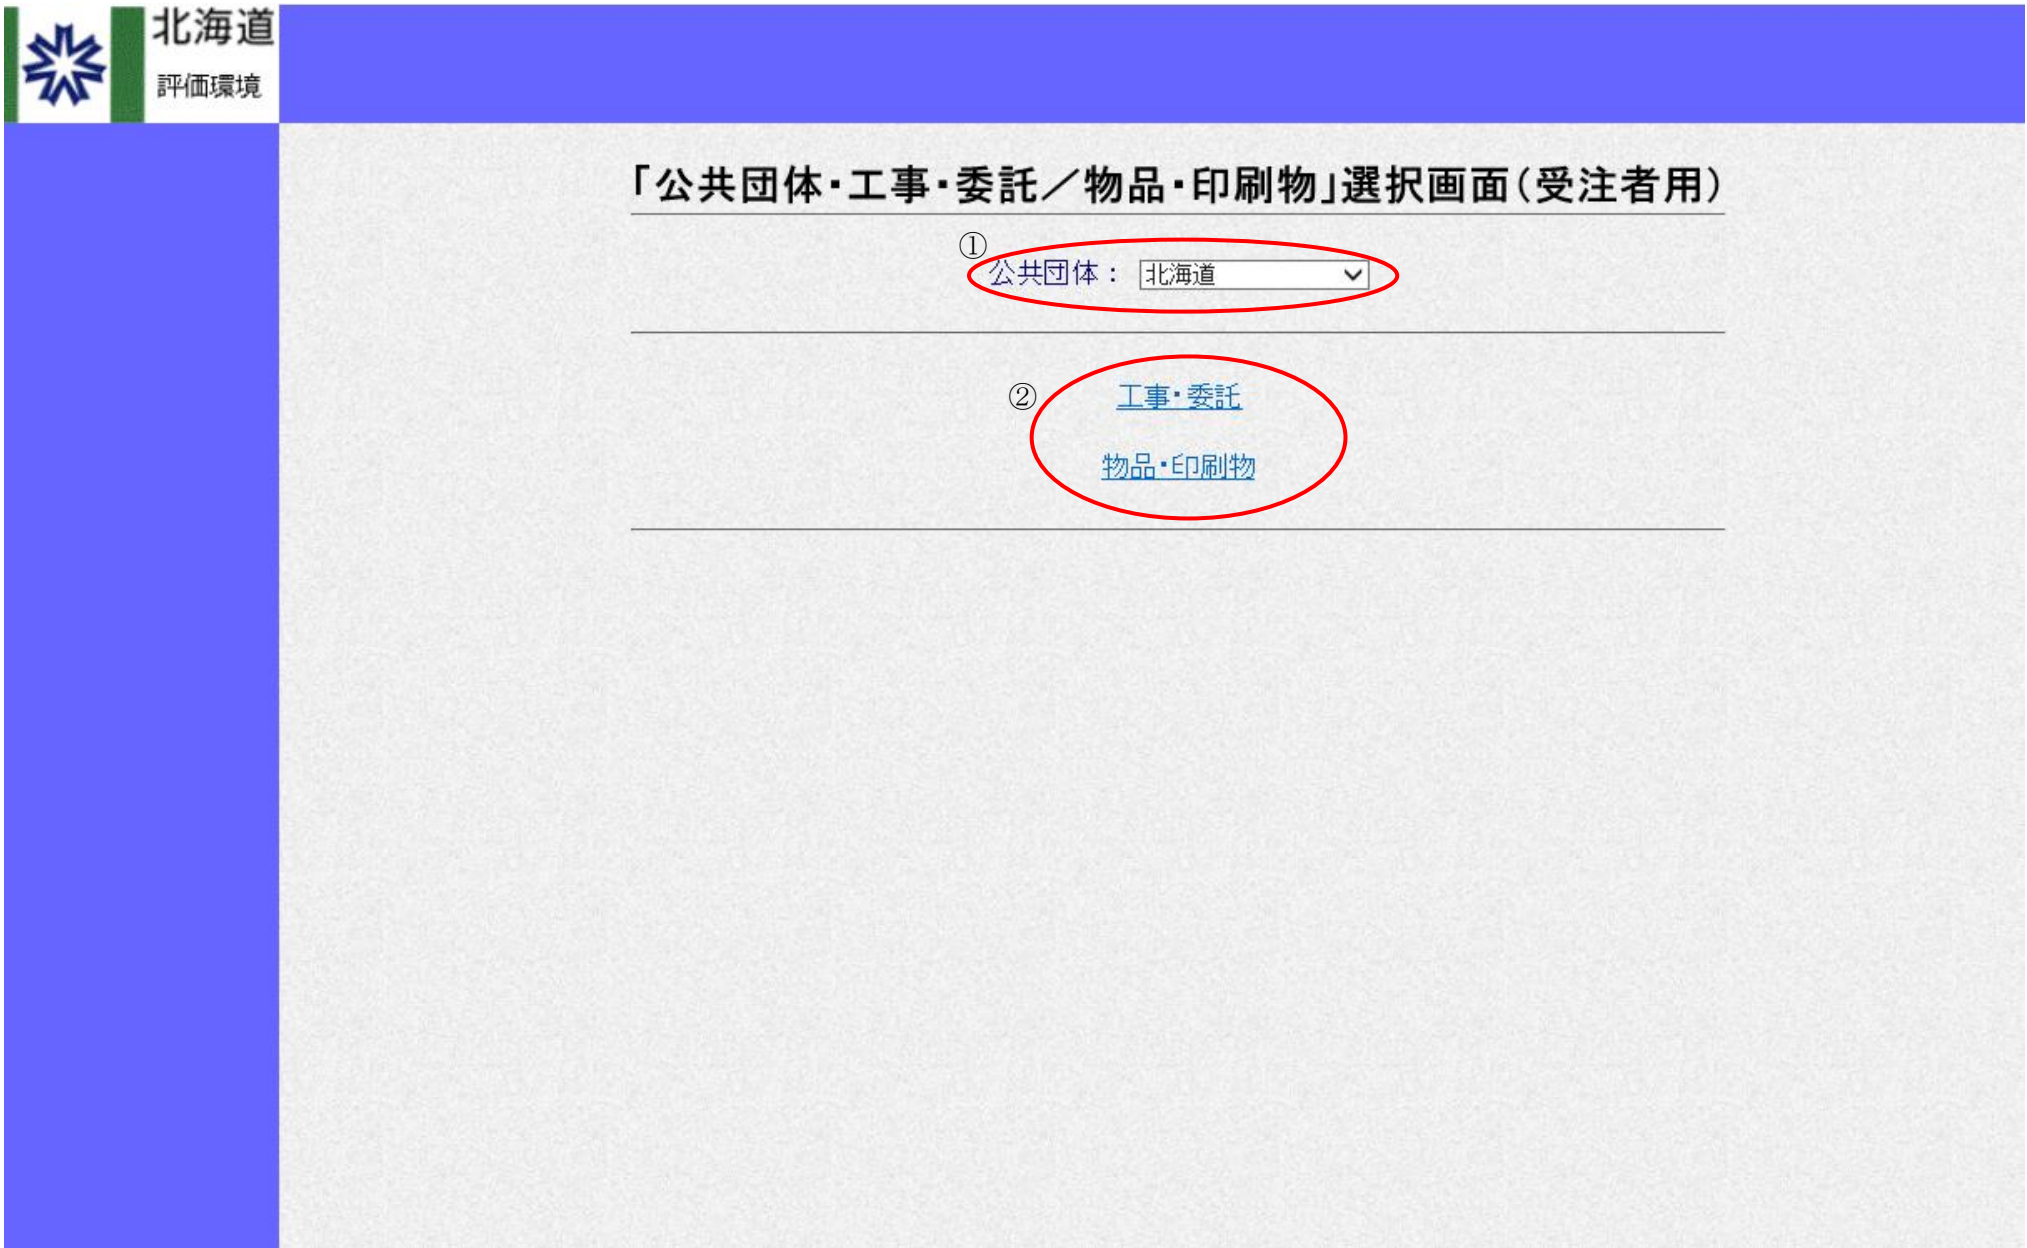 北海道
評価環境
「公共団体・工事・委託／物品・印刷物」選択画面（受注者用）
①
公共団体： 北海道
② 工事・委託
物品・印刷物